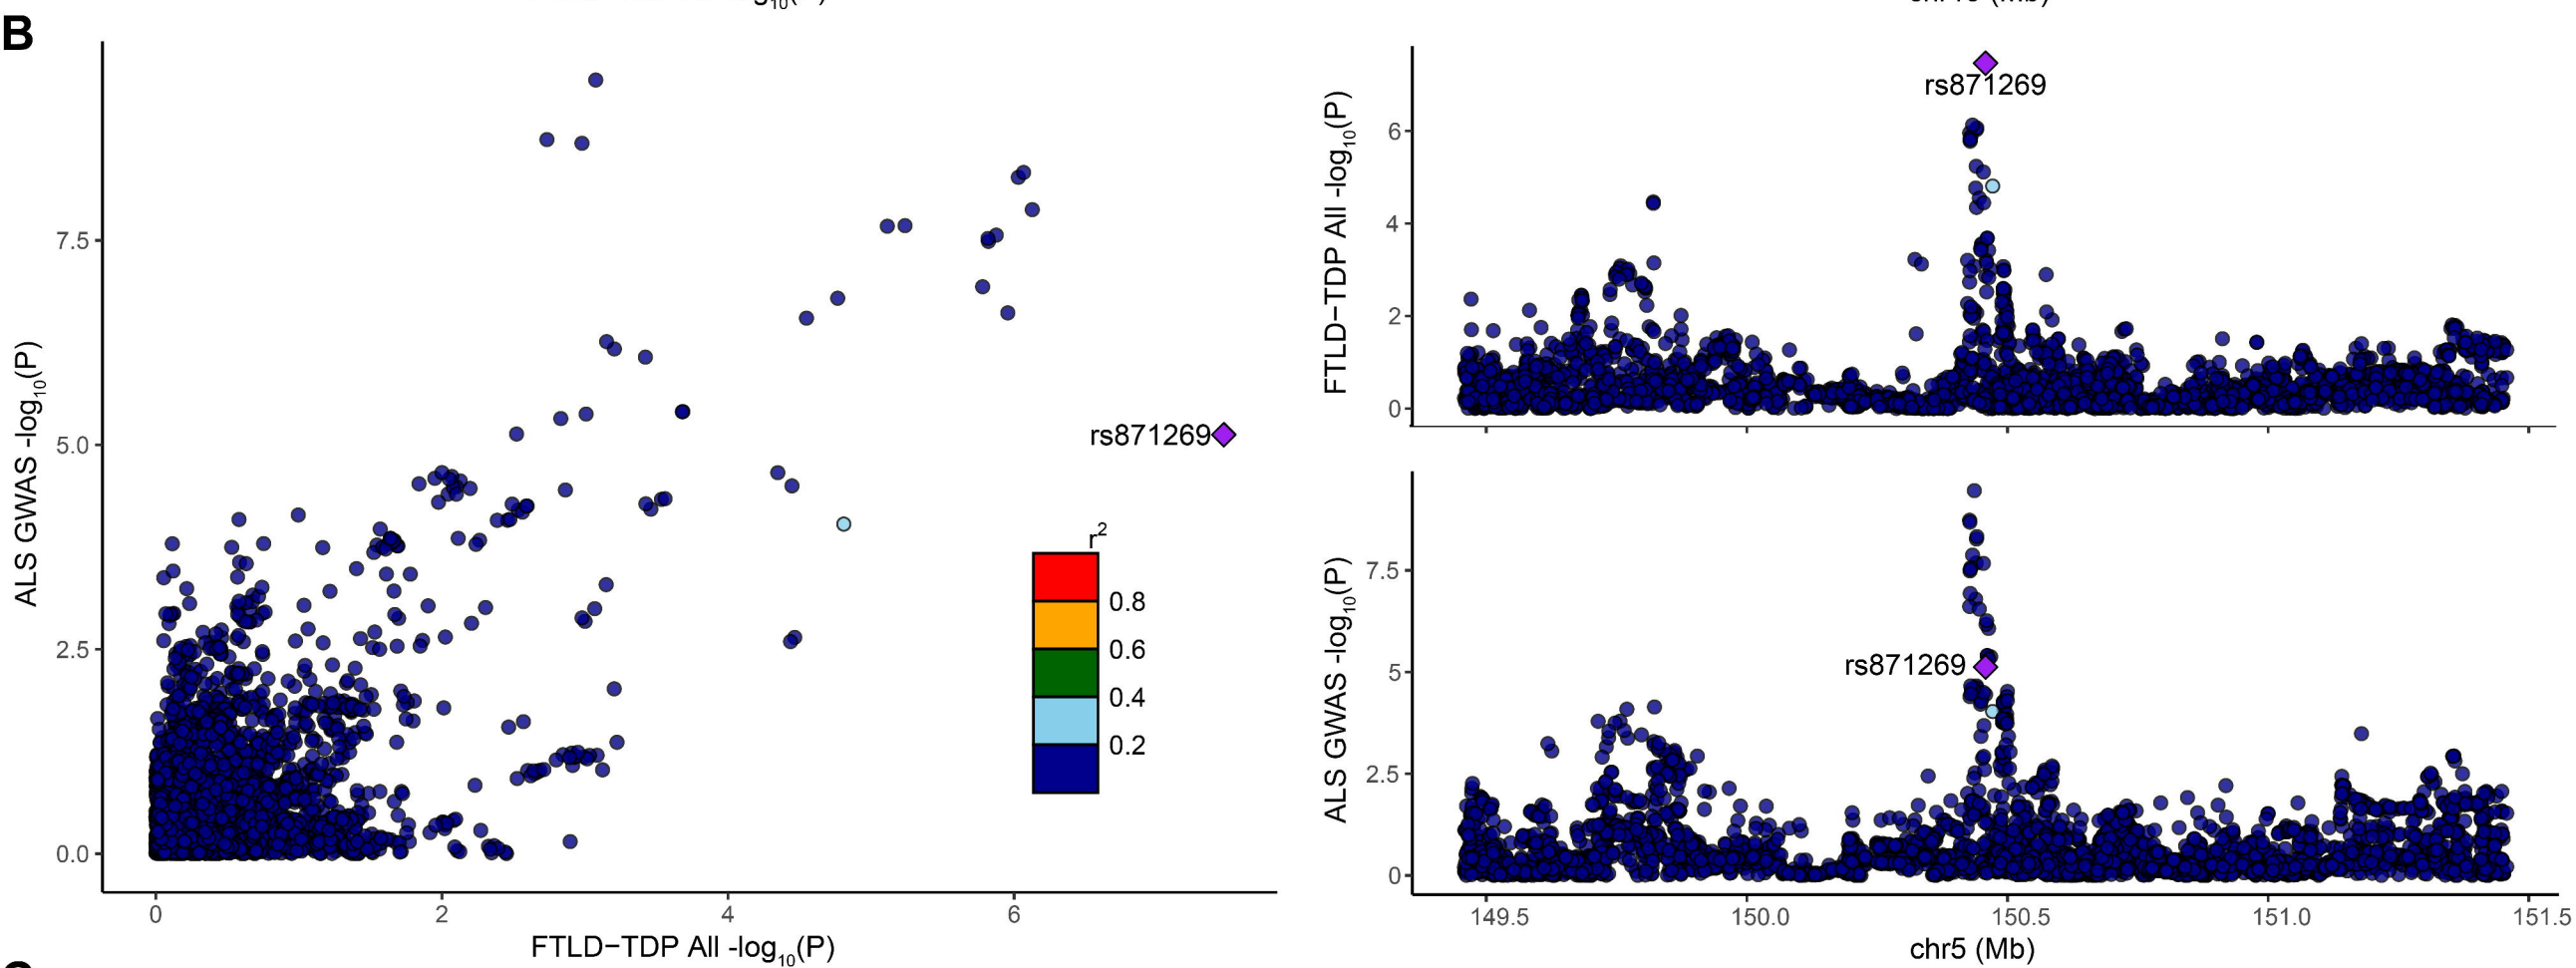 B
ALS GWAS -log10(P)
7.5
5.0
2.5
0.0
0 2 4 6
FTLD−TDP All -log10(P)
rs871269
r2
0.8
0.6
0.4
0.2
FTLD−TDP All -log10(P)
6
4
2
0
rs871269
ALS GWAS -log10(P)
7.5
5
2.5
0
rs871269
149.5 150.0 150.5 151.0 151.5
chr5 (Mb)